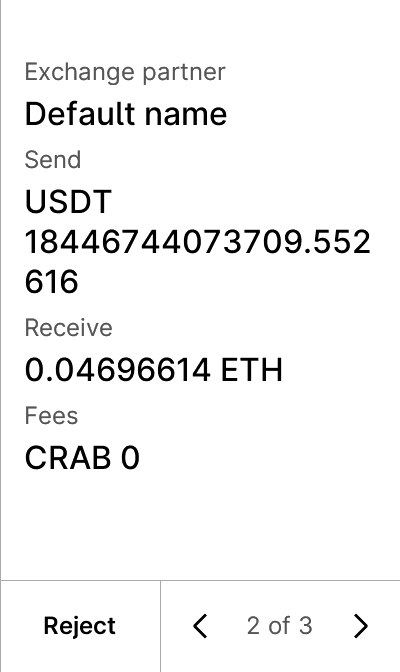 Exchange partner
Default name
Send
USDT
18446744073709.552
616
Receive
0.04696614 ETH
Fees
CRAB 0
Reject
2 of 3